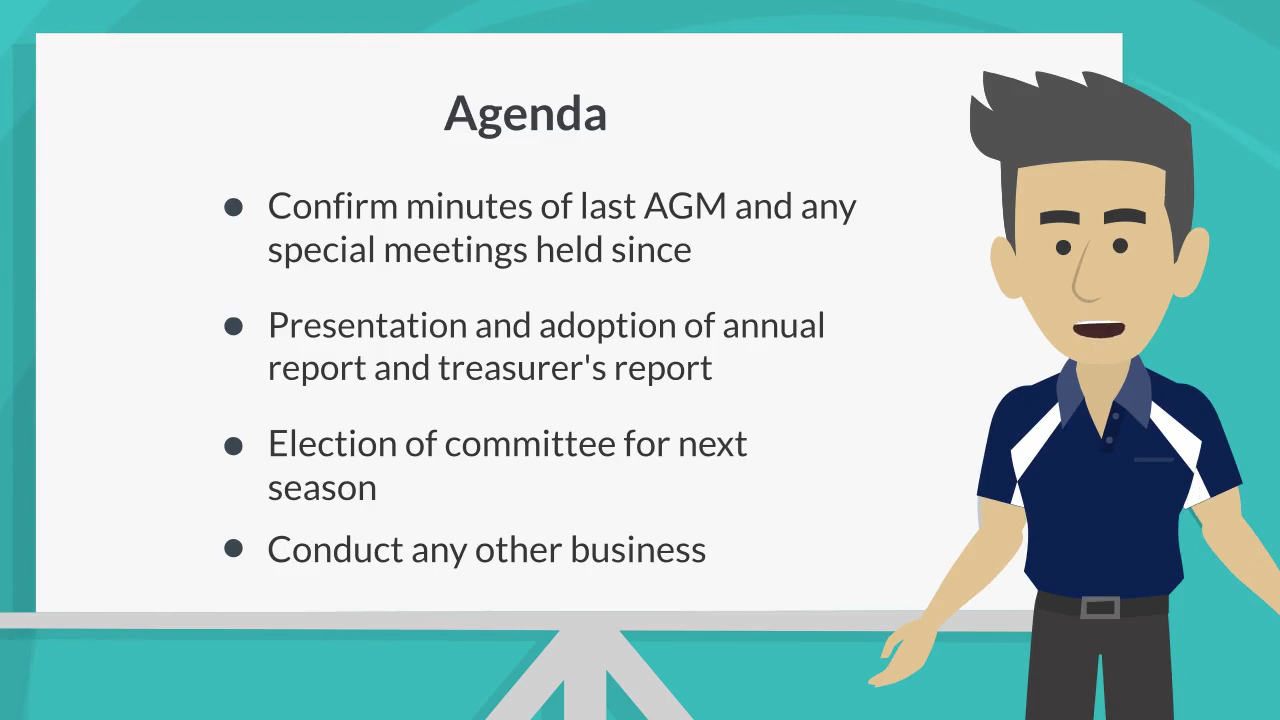 Agenda
Confirm minutes of last AGM and any
special meetings held since
Presentation and adoption of annual
report and treasurer's report
Election of committee for next
season
Conduct any other business